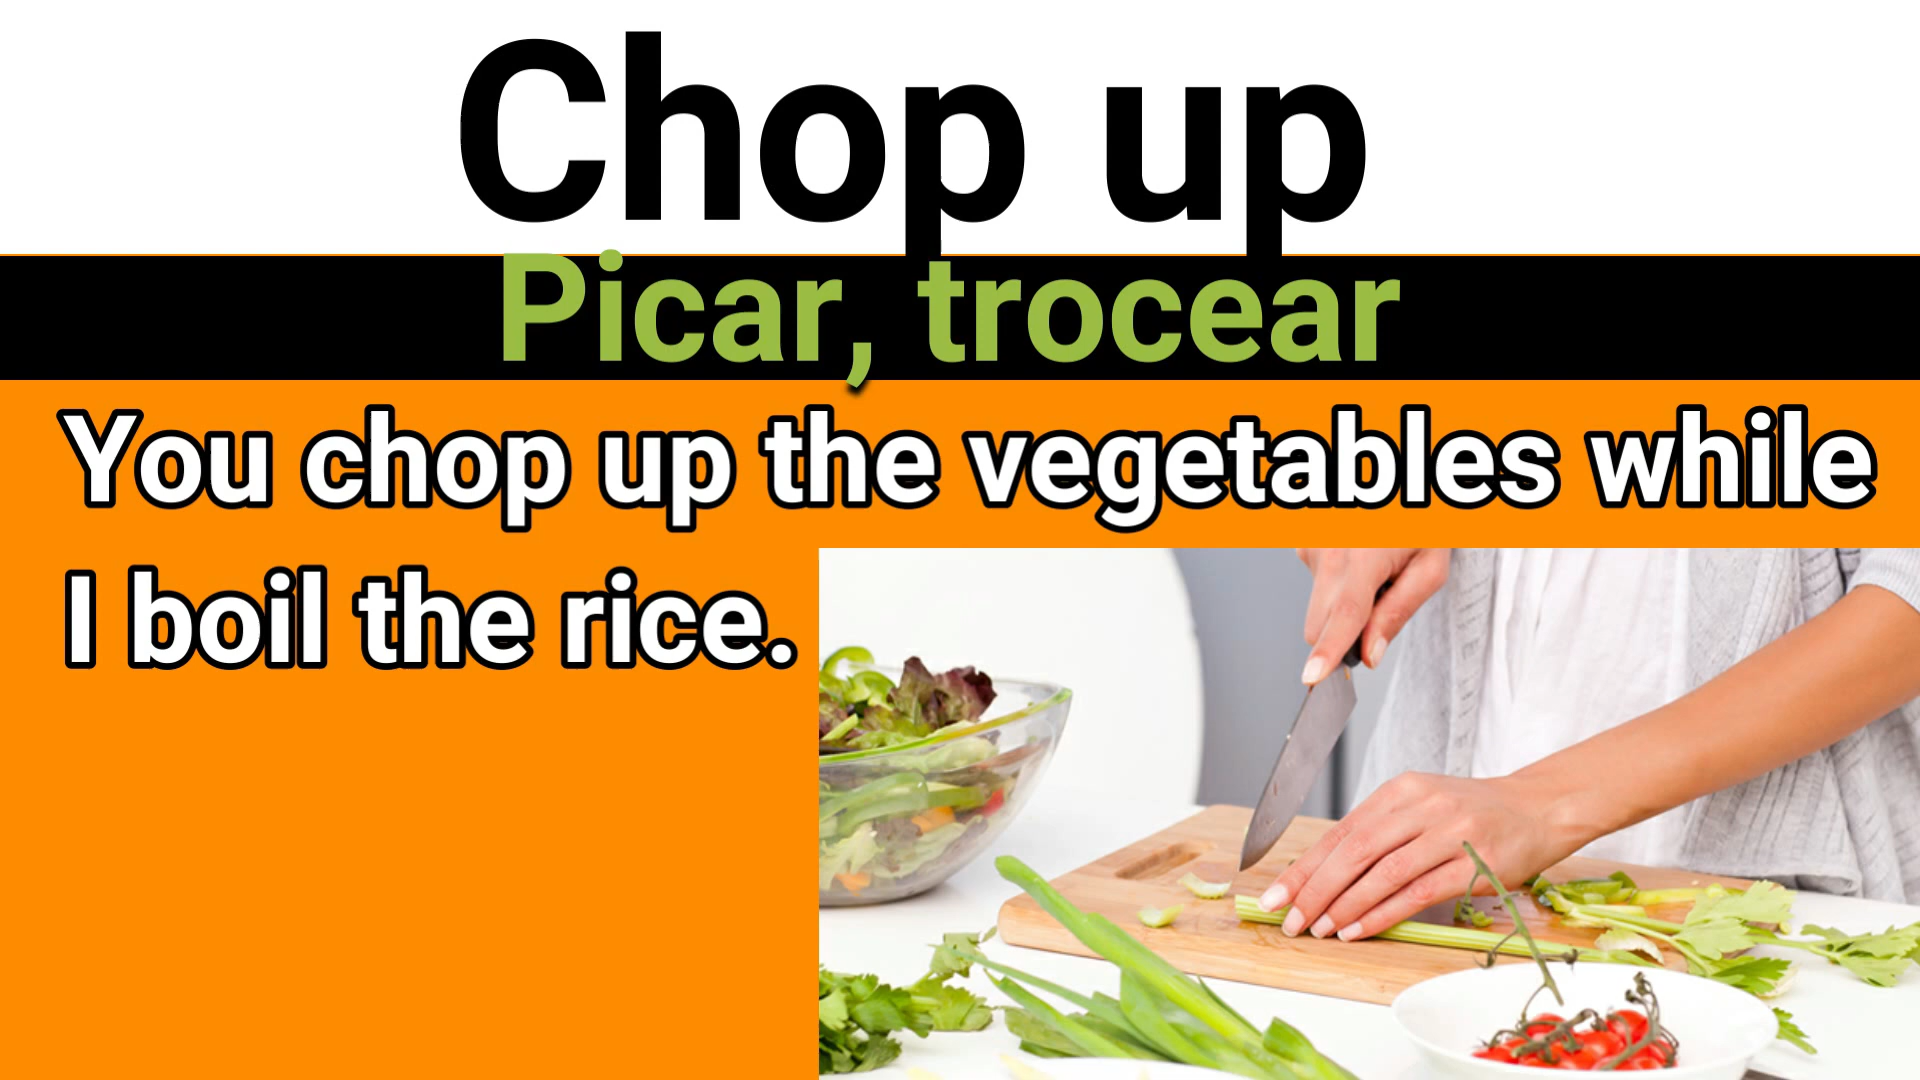 Chop up
Picar, trocear
You chop up the vegetables while
I boil the rice.